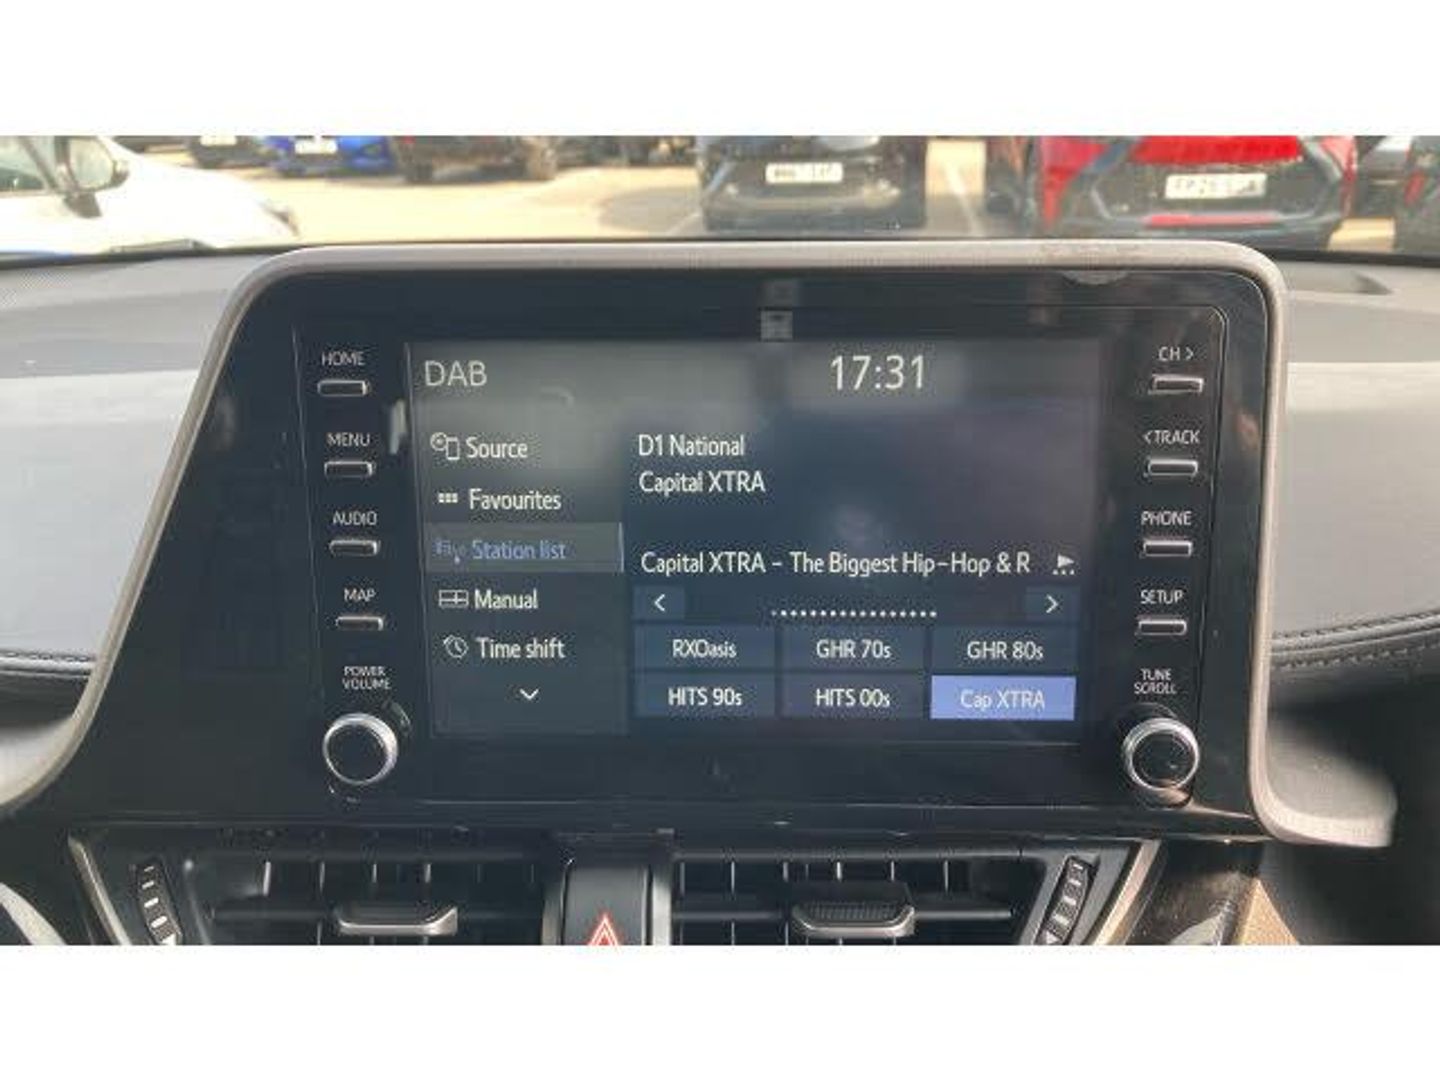 HOME
MENU
AUDIO
MAP
POWER
VOLUME
DAB
17:31
Source
Favourites
Station list
Manual
Time shift
D1 National
Capital XTRA
Capital XTRA - The Biggest Hip-Hop & R
RXOasis GHR 70s GHR 80s
HITS 90s HITS 00s Cap XTRA
CH >
< TRACK
PHONE
SETUP
TUNE
SCROLL